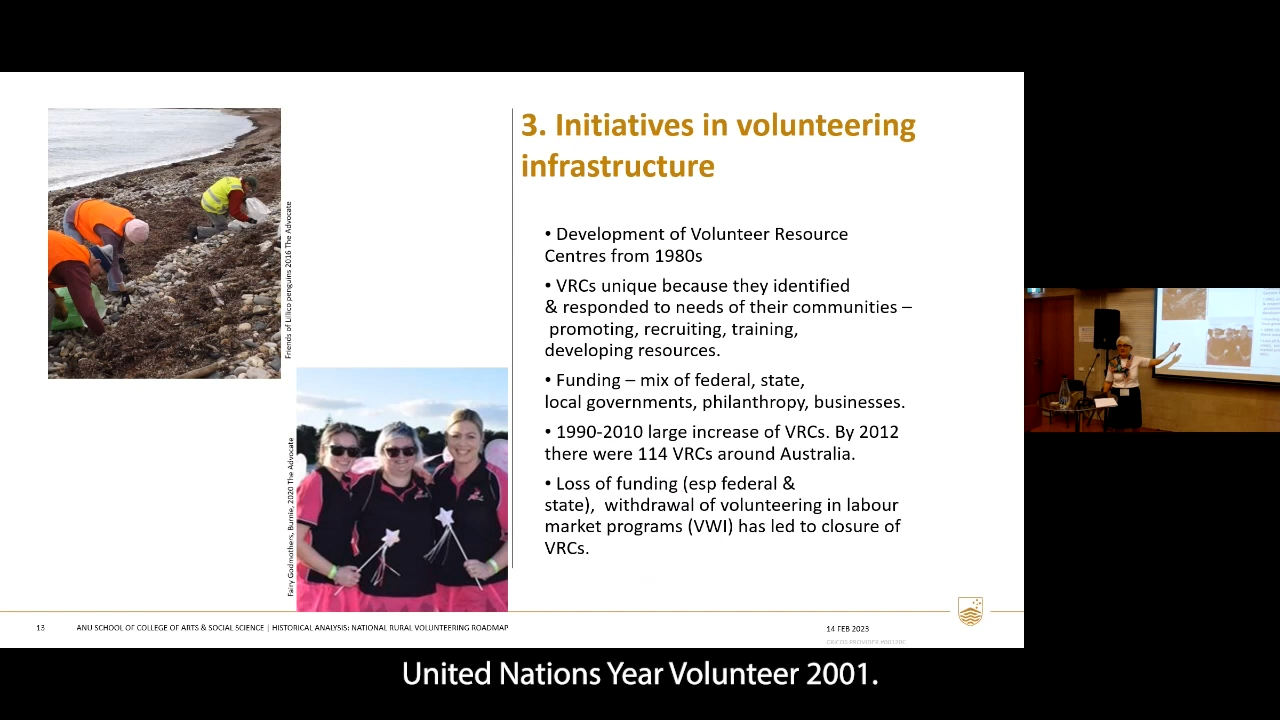 3. Initiatives in volunteering
infrastructure
• Development of Volunteer Resource
Centres from 1980s
• VRCs unique because they identified
& responded to needs of their communities –
promoting, recruiting, training,
developing resources.
• Funding – mix of federal, state,
local governments, philanthropy, businesses.
• 1990-2010 large increase of VRCs. By 2012
there were 114 VRCs around Australia.
• Loss of funding (esp federal &
state), withdrawal of volunteering in labour
market programs (VWI) has led to closure of
VRCs.
Friends of Lillico penguins 2016 The Advocate
Fairy Godmothers, Burnie, 2020 The Advocate
13
ANU SCHOOL OF COLLEGE OF ARTS & SOCIAL SCIENCE | HISTORICAL ANALYSIS: NATIONAL RURAL VOLUNTEERING ROADMAP
14 FEB 2023
United Nations Year Volunteer 2001.